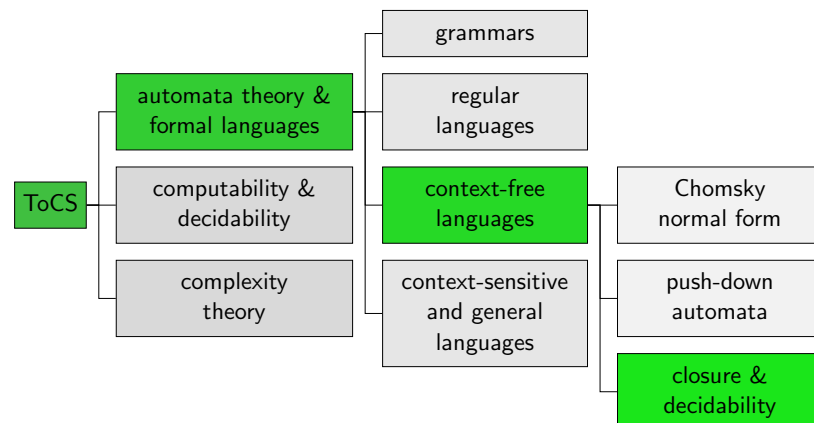 ToCS
automata theory &
formal languages
computability &
decidability
complexity
theory
grammars
regular
languages
context-free
languages
context-sensitive
and general
languages
Chomsky
normal form
push-down
automata
closure &
decidability